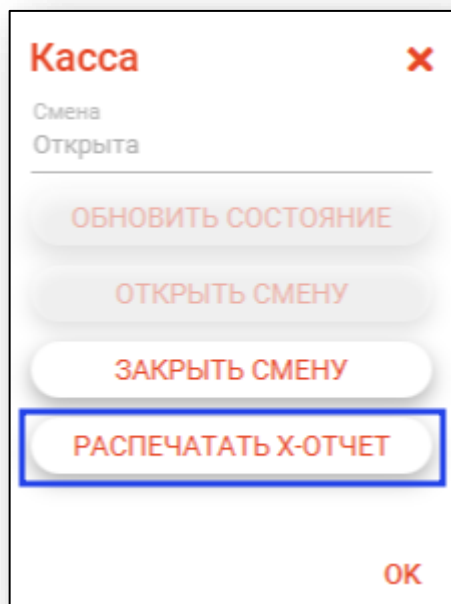 Касса
Смена
Открыта
ОБНОВИТЬ СОСТОЯНИЕ
ОТКРЫТЬ СМЕНУ
ЗАКРЫТЬ СМЕНУ
РАСПЕЧАТАТЬ X-ОТЧЕТ
ОК